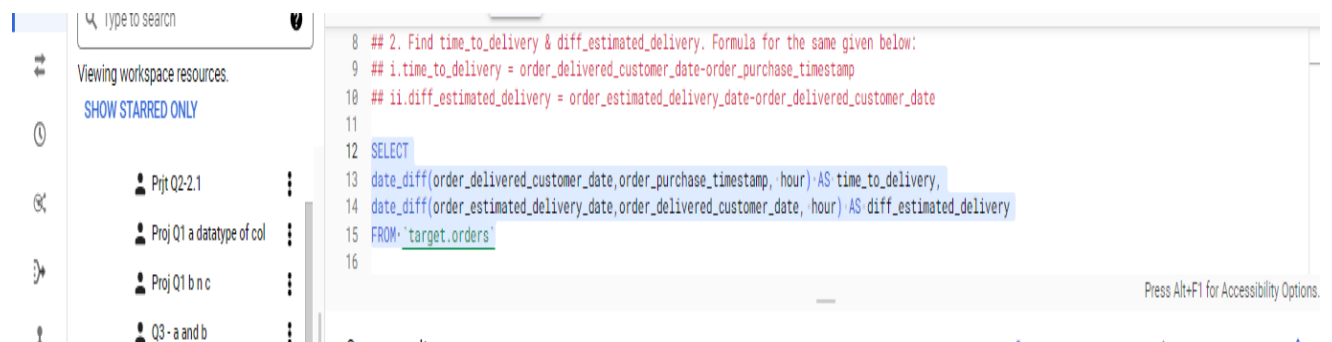 Type to search
Viewing workspace resources.
SHOW STARRED ONLY
Prjt Q2-2.1
Proj Q1 a datatype of col
Proj Q1 b n c
Q3 - a and b
8 ## 2. Find time_to_delivery & diff_estimated_delivery. Formula for the same given below:
9 ## i.time_to_delivery = order_delivered_customer_date-order_purchase_timestamp
10 ## ii.diff_estimated_delivery = order_estimated_delivery_date-order_delivered_customer_date
11
12 SELECT
13 date_diff(order_delivered_customer_date,order_purchase_timestamp, hour) AS time_to_delivery,
14 date_diff(order_estimated_delivery_date,order_delivered_customer_date, hour) AS diff_estimated_delivery
15 FROM `target.orders`
16
Press Alt+F1 for Accessibility Options.